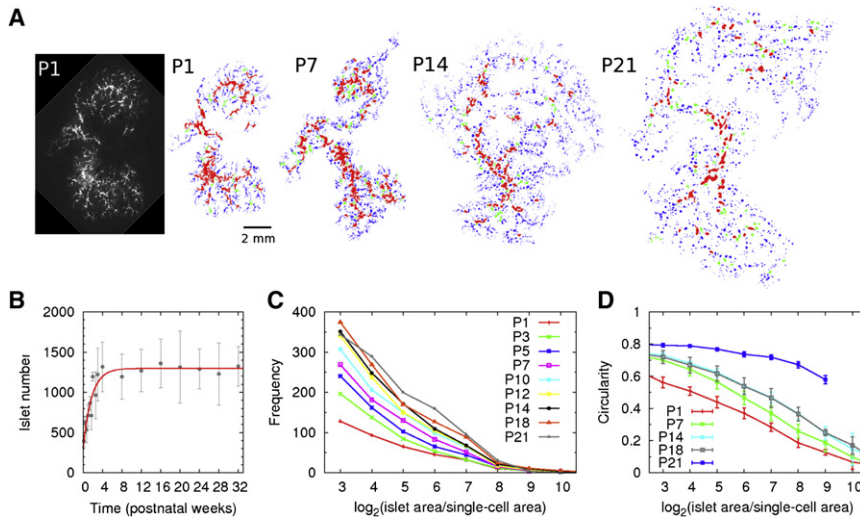 A
P1
P1
P7
P14
P21
2 mm
B
2000
1600
1200
800
400
0
0 4 8 12 16 20 24 28 32
Islet number
Time (postnatal weeks)
C
400
300
200
100
0
3 4 5 6 7 8 9 10
Frequency
log2(islet area/single-cell area)
P1
P3
P5
P7
P10
P12
P14
P18
P21
D
1
0.8
0.6
0.4
0.2
0
3 4 5 6 7 8 9 10
Circularity
log2(islet area/single-cell area)
P1
P7
P14
P18
P21